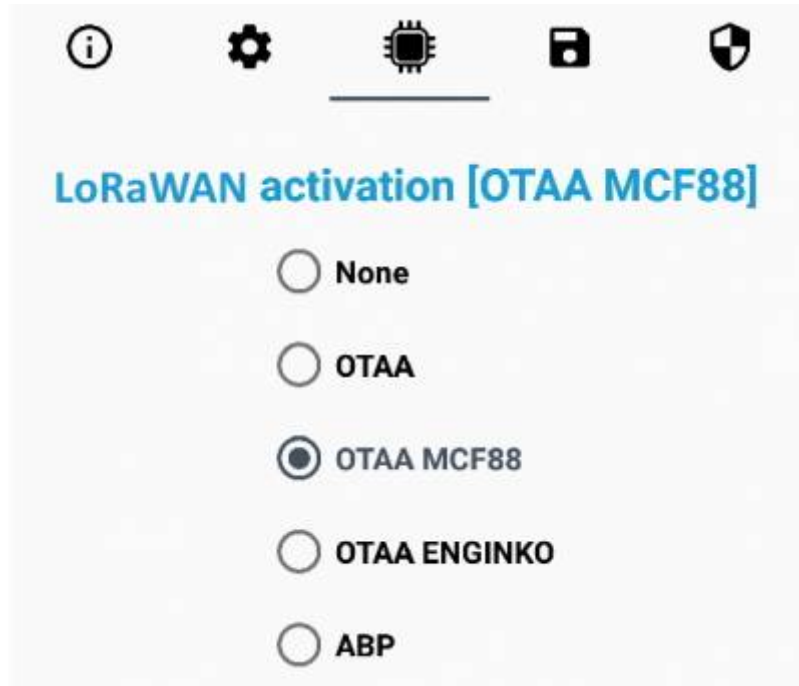 LoRaWAN activation [OTAA MCF88]
None
OTAA
OTAA MCF88
OTAA ENGINKO
ABP